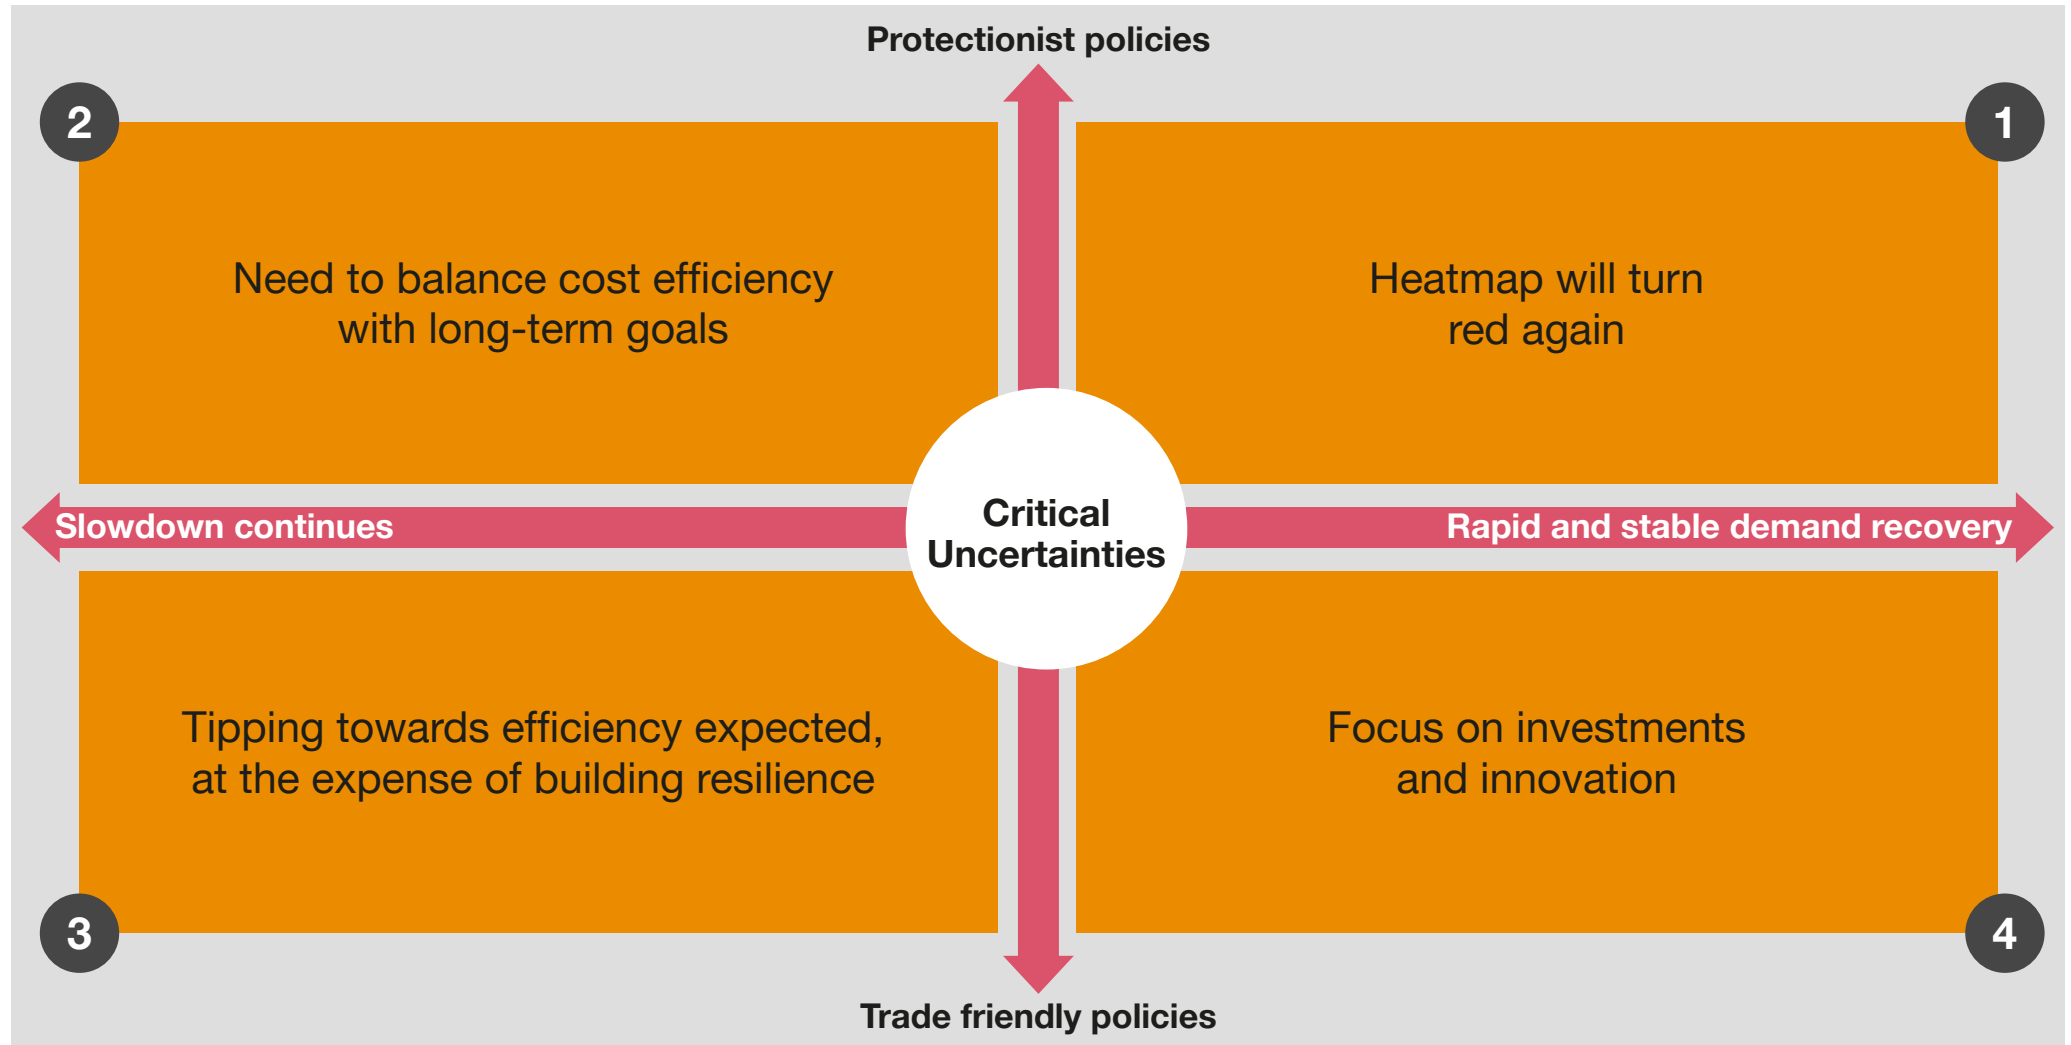 Protectionist policies
2
1
Need to balance cost efficiency
with long-term goals
Heatmap will turn
red again
Slowdown continues
Critical
Uncertainties
Rapid and stable demand recovery
Tipping towards efficiency expected,
at the expense of building resilience
Focus on investments
and innovation
3
4
Trade friendly policies